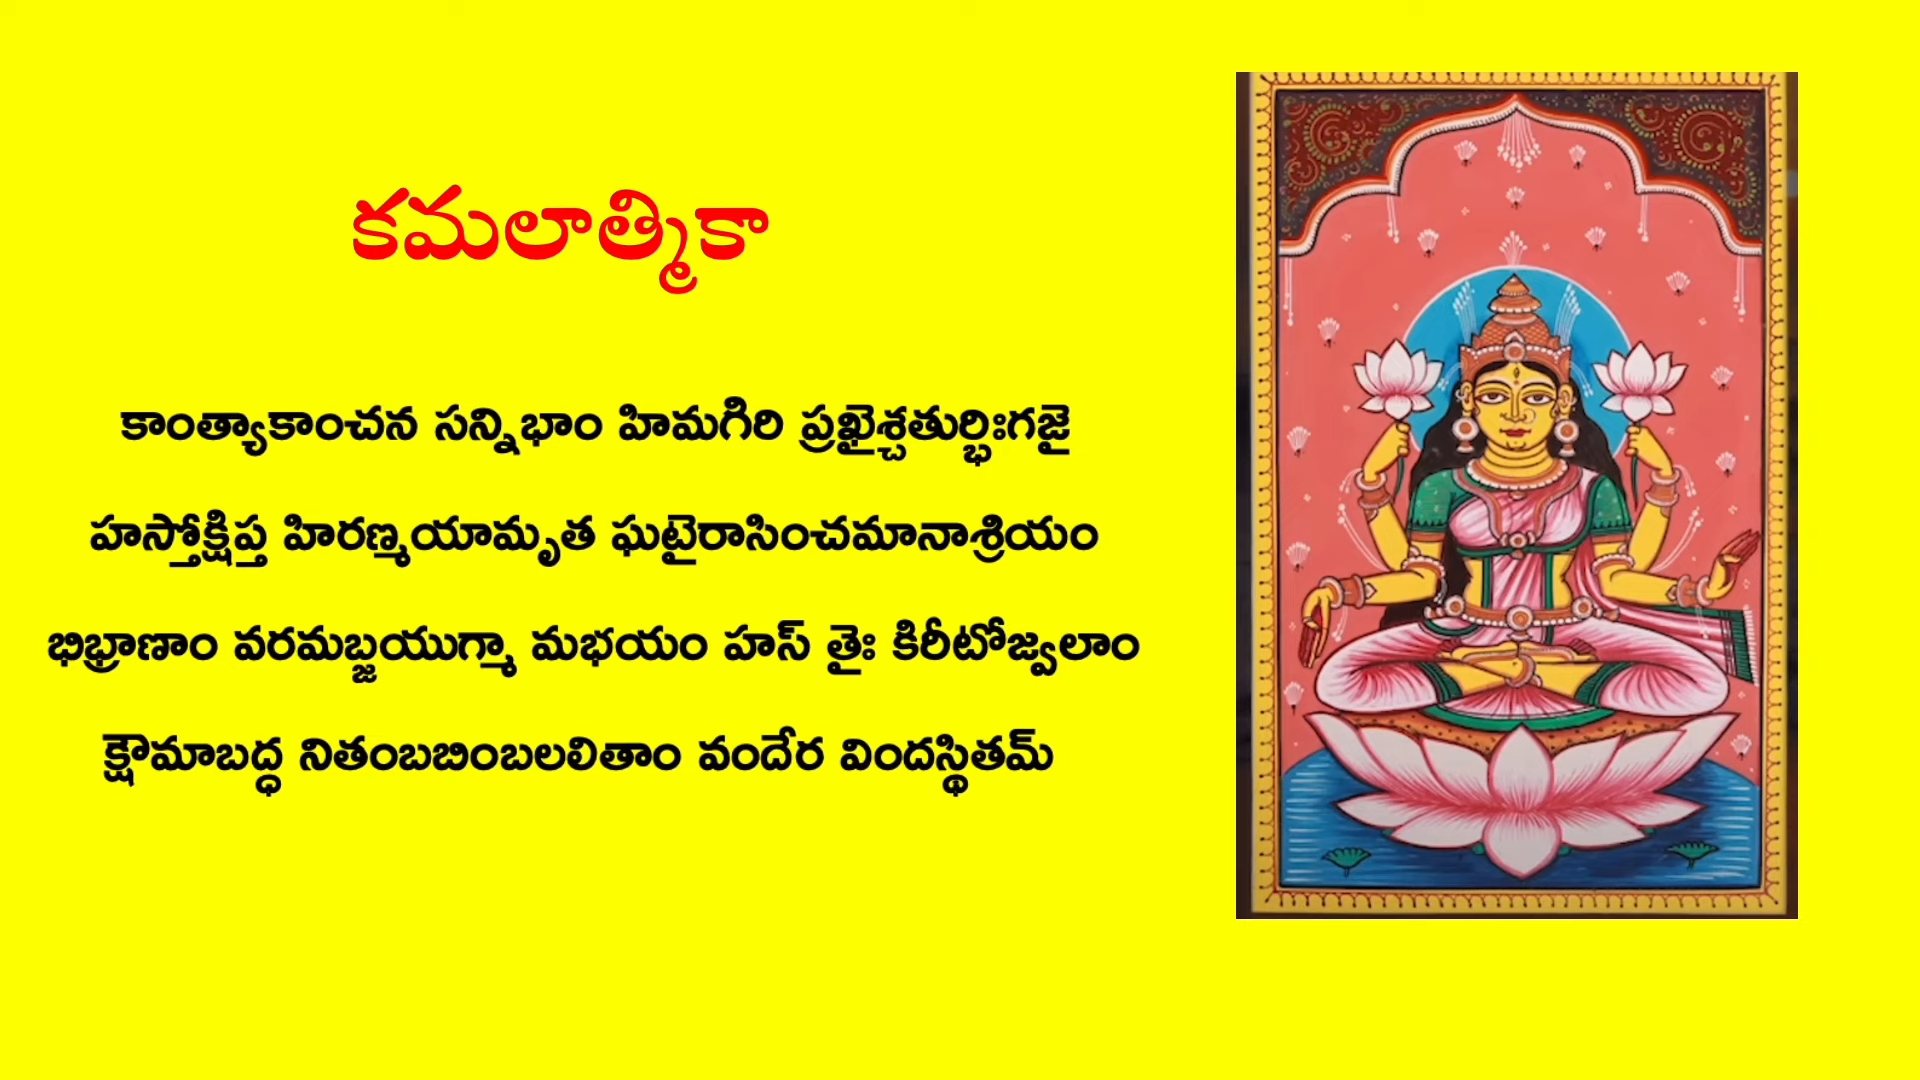 కమలాత్మికా
కాంత్యాకాంచన సన్నిభాం హిమగిరి ప్రఖైశ్చతుర్భిఃగజై
హస్తోక్షిప్త హిరణ్మయామృత ఘటైరాసించమానాశ్రియం
భిభ్రాణాం వరమబ్జయుగ్మా మభయం హస్ తైః కిరీటోజ్వలాం
క్షౌమాబద్ధ నితంబబింబలలితాం వందేర విందస్థితమ్